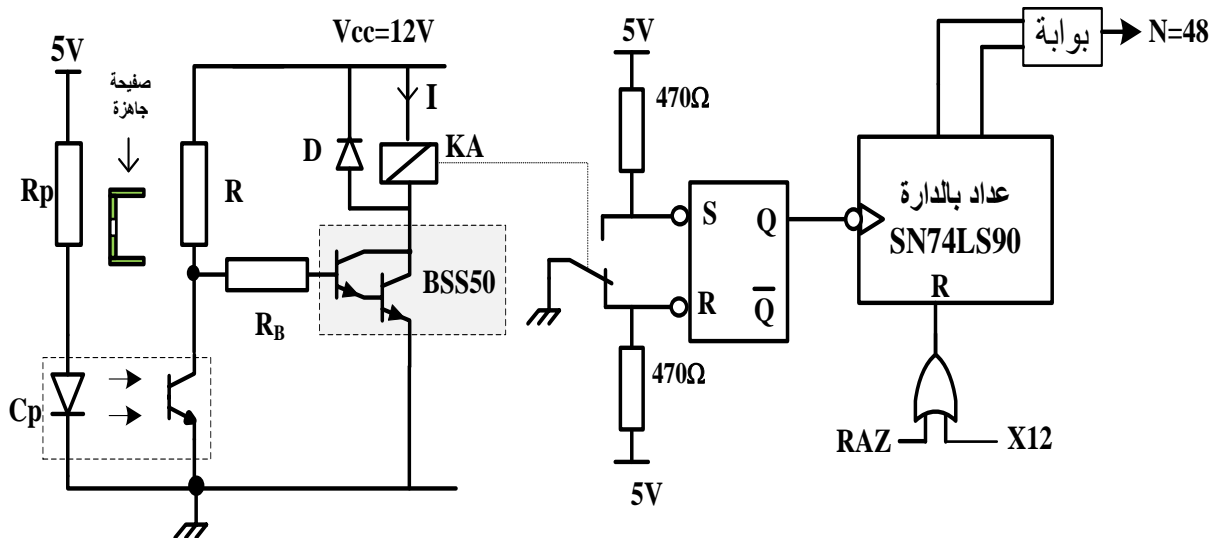 5V
صفيحة
جاهزة
Rp
Cp
R
R_B
Vcc=12V
D
I
KA
BSS50
5V
470Ω
S
Q
R
Q̅
470Ω
5V
عداد بالدارة
SN74LS90
R
RAZ
X12
بوابة
N=48